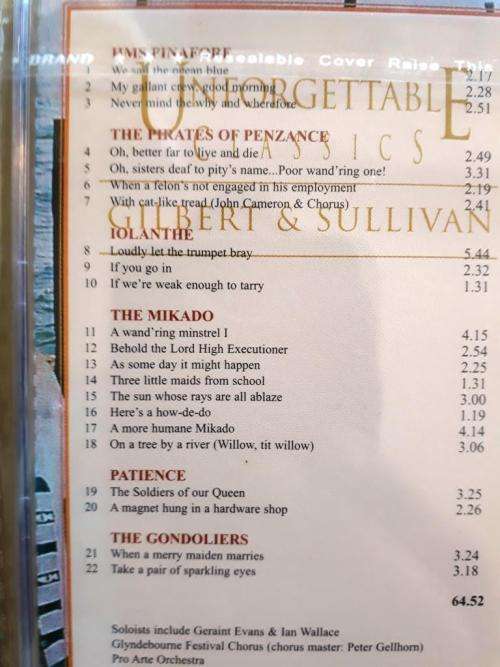 BRAND ★ ★ ★ Resealable Cover Raise This
HMS PINAFORE
UNFORGETTABLE
CLASSICS
GILBERT & SULLIVAN
1 We sail the ocean blue 2.17
2 My gallant crew, good morning 2.28
3 Never mind the why and wherefore 2.51
THE PIRATES OF PENZANCE
4 Oh, better far to live and die 2.49
5 Oh, sisters deaf to pity's name...Poor wand'ring one! 3.31
6 When a felon's not engaged in his employment 2.19
7 With cat-like tread (John Cameron & Chorus) 2.41
IOLANTHE
8 Loudly let the trumpet bray 5.44
9 If you go in 2.32
10 If we're weak enough to tarry 1.31
THE MIKADO
11 A wand'ring minstrel I 4.15
12 Behold the Lord High Executioner 2.54
13 As some day it might happen 2.25
14 Three little maids from school 1.31
15 The sun whose rays are all ablaze 3.00
16 Here's a how-de-do 1.19
17 A more humane Mikado 4.14
18 On a tree by a river (Willow, tit willow) 3.06
PATIENCE
19 The Soldiers of our Queen 3.25
20 A magnet hung in a hardware shop 2.26
THE GONDOLIERS
21 When a merry maiden marries 3.24
22 Take a pair of sparkling eyes 3.18
64.52
Soloists include Geraint Evans & Ian Wallace
Glyndebourne Festival Chorus (chorus master: Peter Gellhorn)
Pro Arte Orchestra